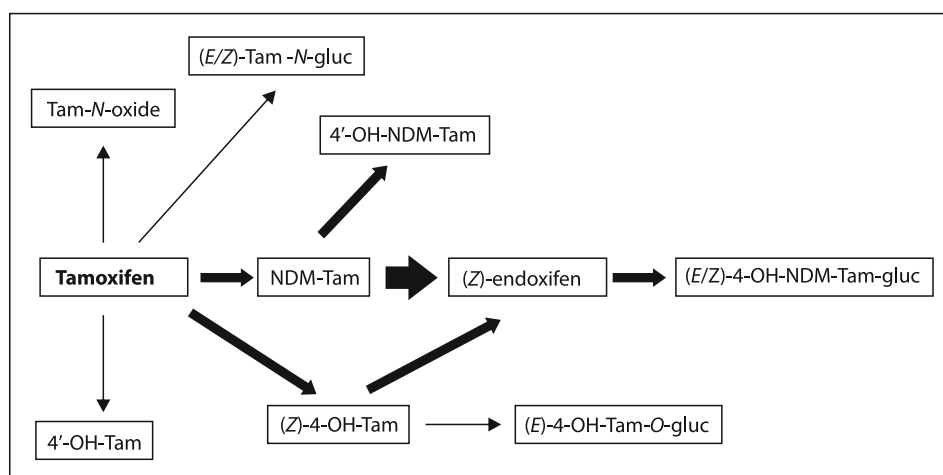 (E/Z)-Tam -N-gluc
Tam-N-oxide
4′-OH-NDM-Tam
Tamoxifen
NDM-Tam
(Z)-endoxifen
(E/Z)-4-OH-NDM-Tam-gluc
4′-OH-Tam
(Z)-4-OH-Tam
(E)-4-OH-Tam-O-gluc